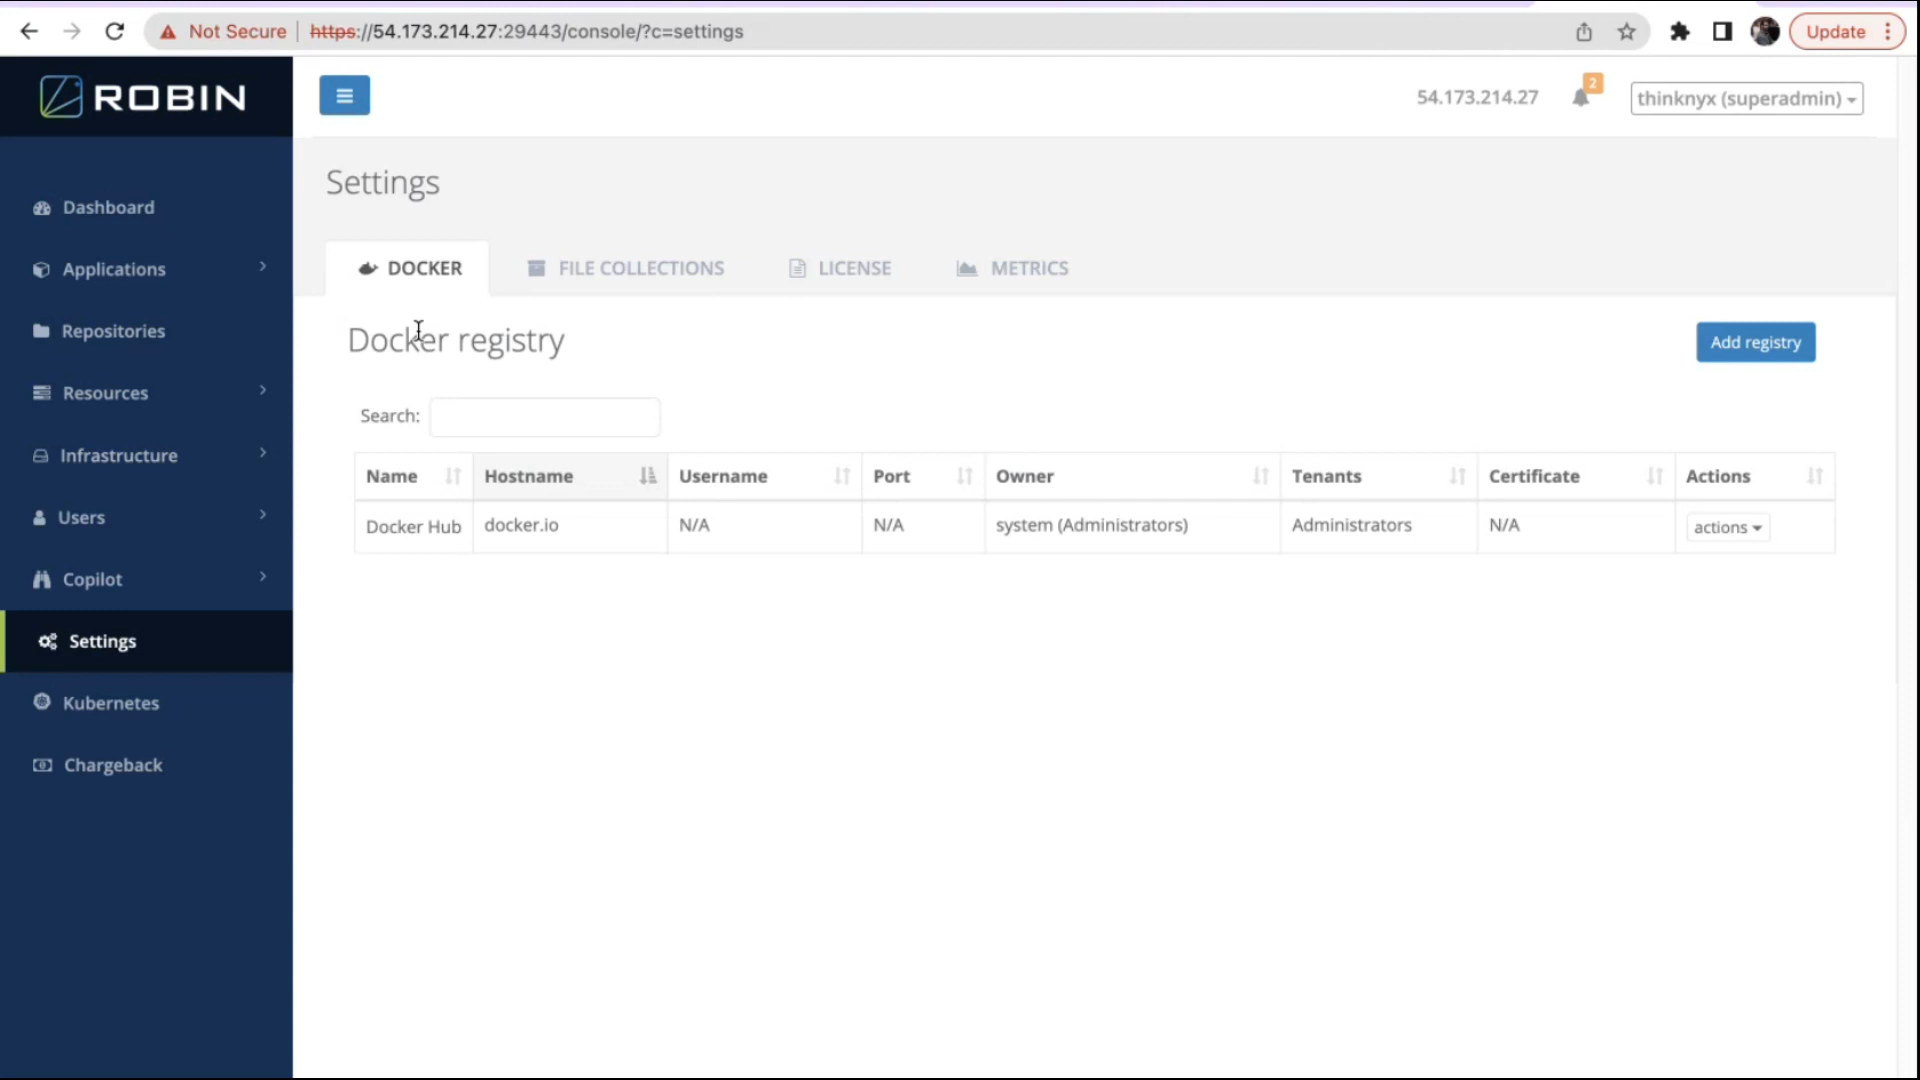 Not Secure | https://54.173.214.27:29443/console/?c=settings
Update
ROBIN
54.173.214.27
2
thinknyx (superadmin)
Dashboard
Applications
Repositories
Resources
Infrastructure
Users
Copilot
Settings
Kubernetes
Chargeback
Settings
DOCKER FILE COLLECTIONS LICENSE METRICS
Docker registry
Add registry
Search:
Name Hostname Username Port Owner Tenants Certificate Actions
Docker Hub docker.io N/A N/A system (Administrators) Administrators N/A actions